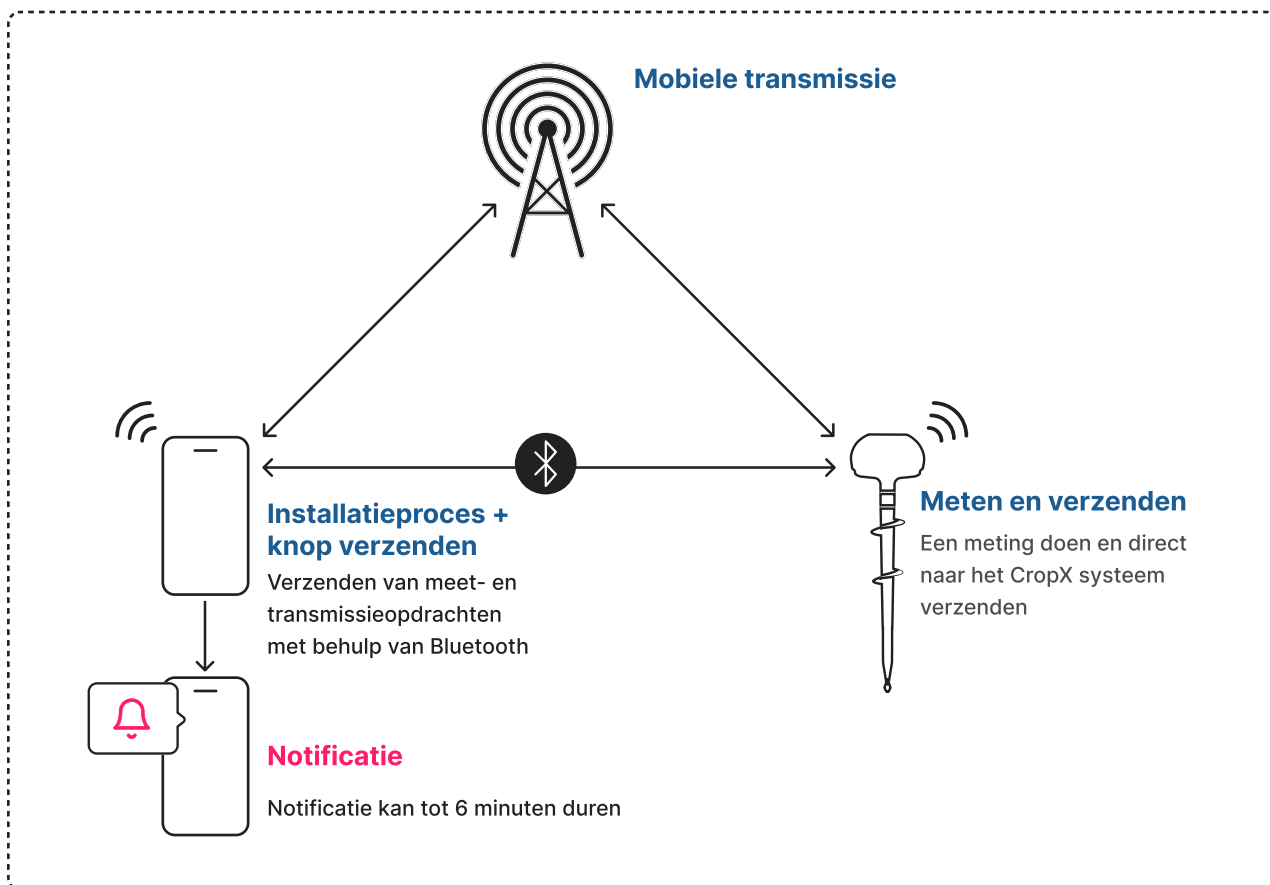 Mobiele transmissie
Installatieproces +
knop verzenden
Verzenden van meet- en
transmissieopdrachten
met behulp van Bluetooth
Meten en verzenden
Een meting doen en direct
naar het CropX systeem
verzenden
Notificatie
Notificatie kan tot 6 minuten duren